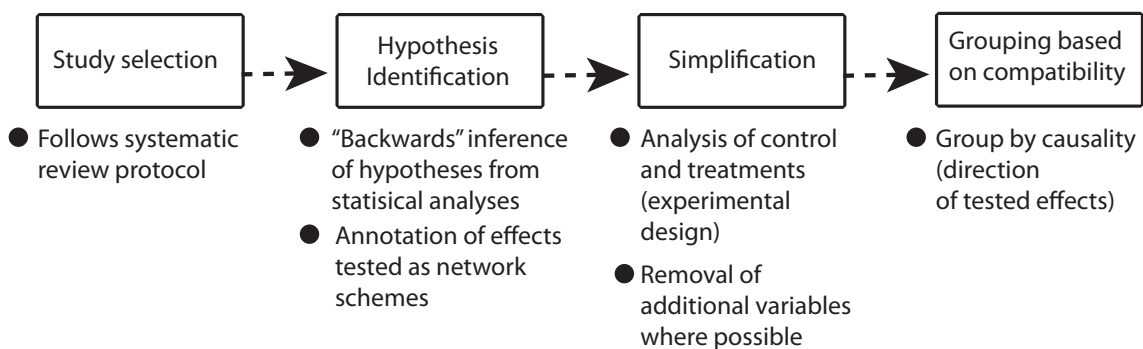 Study selection
Hypothesis
Identification
Simplification
Grouping based
on compatibility
● Follows systematic
review protocol
● “Backwards” inference
of hypotheses from
statisical analyses
● Annotation of effects
tested as network
schemes
● Analysis of control
and treatments
(experimental
design)
● Removal of
additional variables
where possible
● Group by causality
(direction
of tested effects)